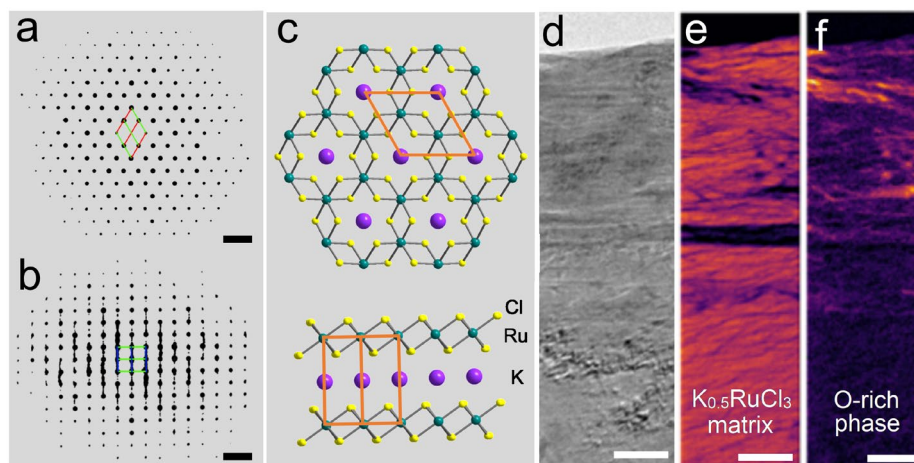 a
b
c
Cl
Ru
K
d
e
K₀.₅RuCl₃
matrix
f
O-rich
phase